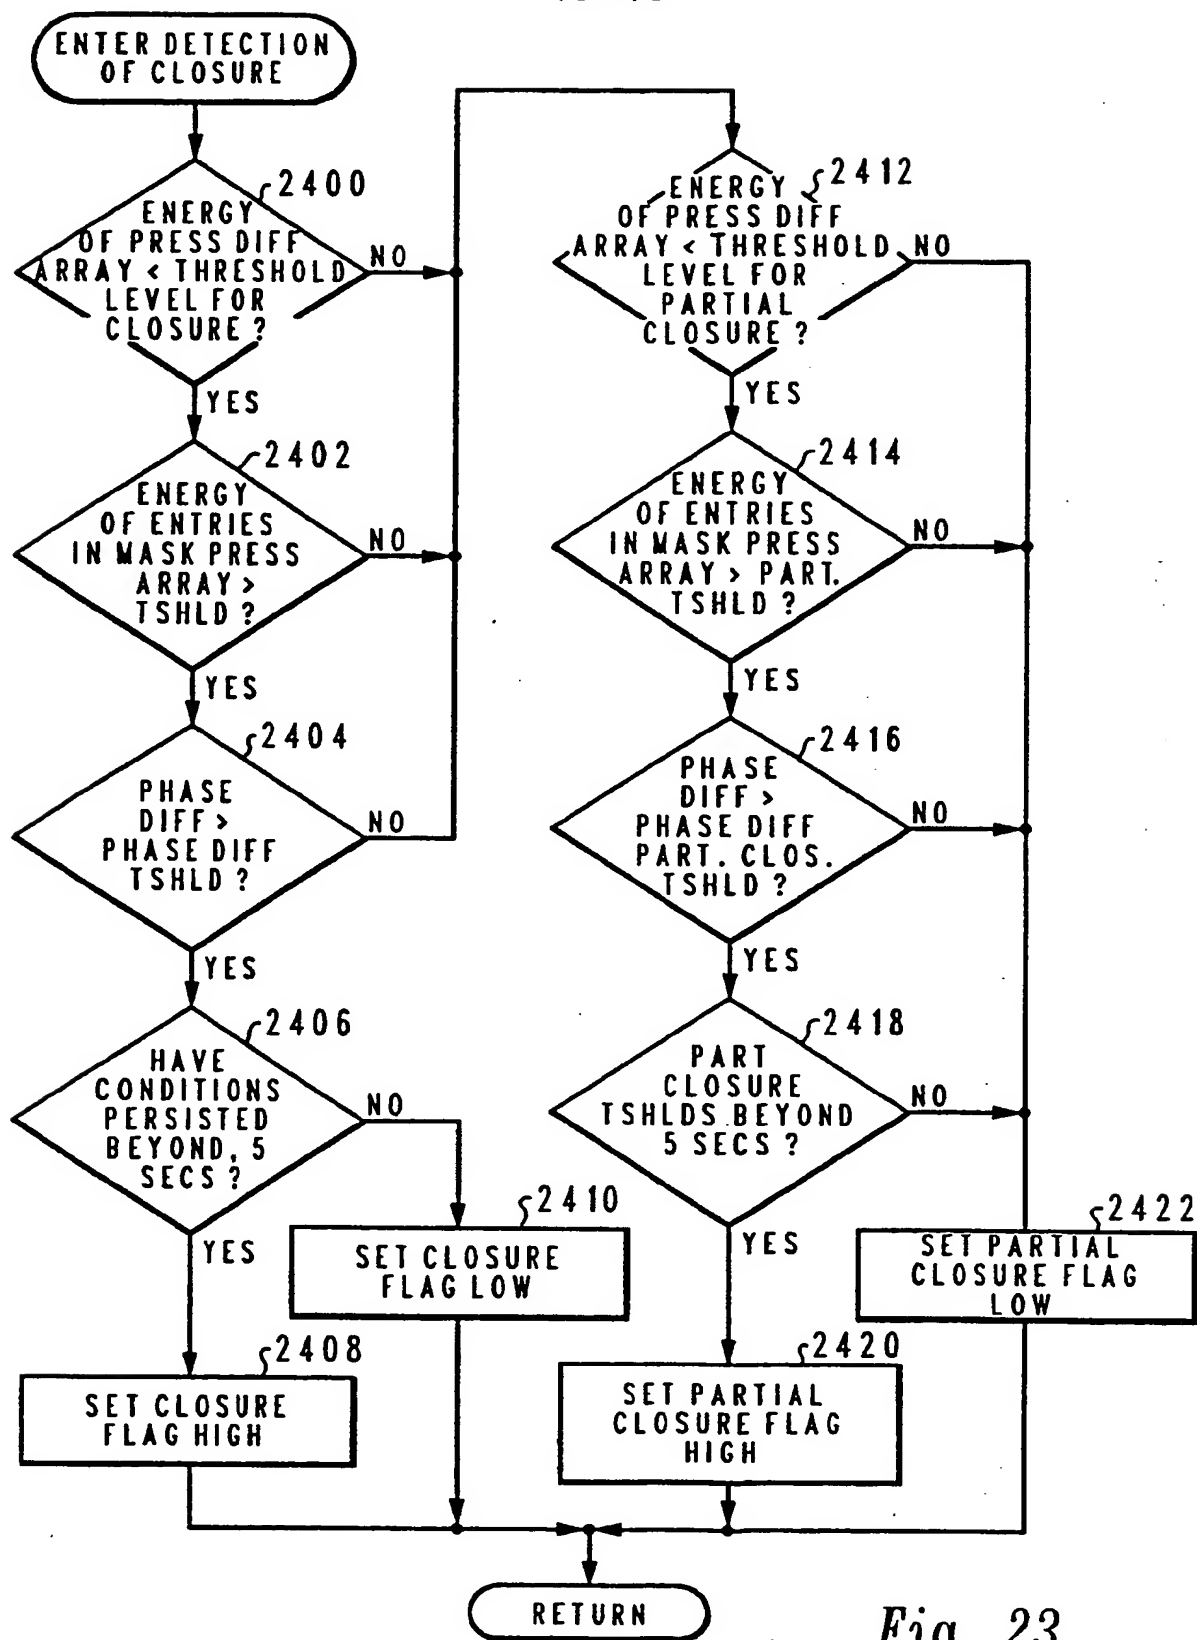 ENTER DETECTION
OF CLOSURE
2400
ENERGY
OF PRESS DIFF
ARRAY < THRESHOLD
LEVEL FOR
CLOSURE ?
NO
YES
2402
ENERGY
OF ENTRIES
IN MASK PRESS
ARRAY >
TSHLD ?
NO
YES
2404
PHASE
DIFF >
PHASE DIFF
TSHLD ?
NO
YES
2406
HAVE
CONDITIONS
PERSISTED
BEYOND, 5
SECS ?
NO
YES
2410
SET CLOSURE
FLAG LOW
2408
SET CLOSURE
FLAG HIGH
2412
ENERGY
OF PRESS DIFF
ARRAY < THRESHOLD
LEVEL FOR
PARTIAL
CLOSURE ?
NO
YES
2414
ENERGY
OF ENTRIES
IN MASK PRESS
ARRAY > PART.
TSHLD ?
NO
YES
2416
PHASE
DIFF >
PHASE DIFF
PART. CLOS.
TSHLD ?
NO
YES
2418
PART
CLOSURE
TSHLDS BEYOND
5 SECS ?
NO
YES
2422
SET PARTIAL
CLOSURE FLAG
LOW
2420
SET PARTIAL
CLOSURE FLAG
HIGH
RETURN
Fig. 23